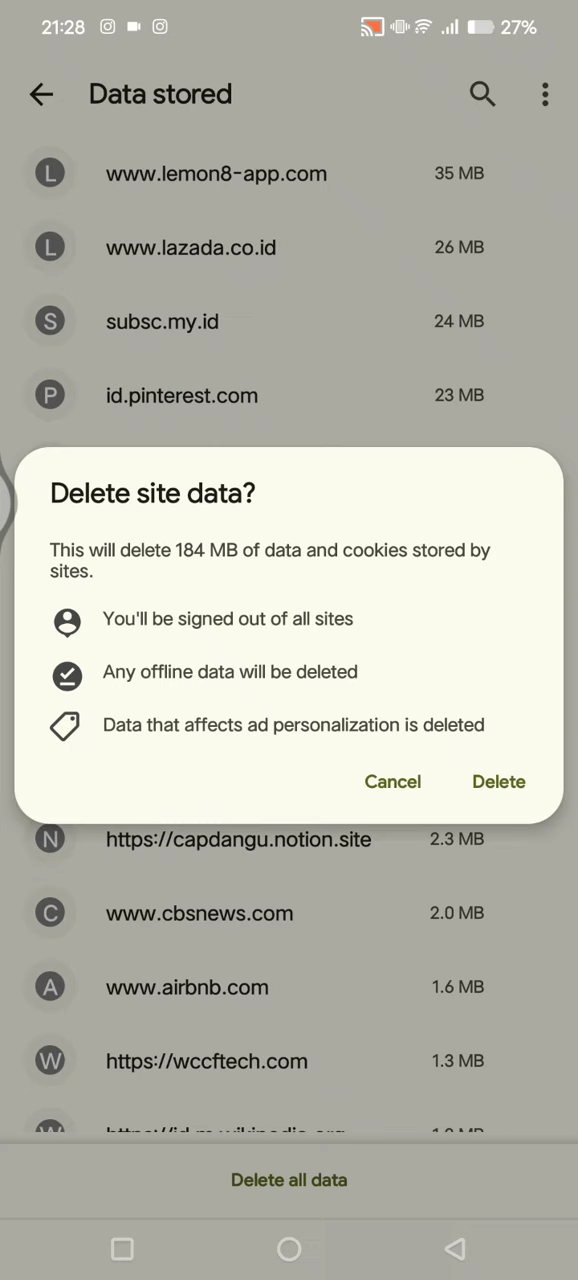 21:28 27%
Data stored
L www.lemon8-app.com 35 MB
L www.lazada.co.id 26 MB
S subsc.my.id 24 MB
P id.pinterest.com 23 MB
Delete site data?
This will delete 184 MB of data and cookies stored by
sites.
You'll be signed out of all sites
Any offline data will be deleted
Data that affects ad personalization is deleted
Cancel Delete
N https://capdangu.notion.site 2.3 MB
C www.cbsnews.com 2.0 MB
A www.airbnb.com 1.6 MB
W https://wccftech.com 1.3 MB
Delete all data